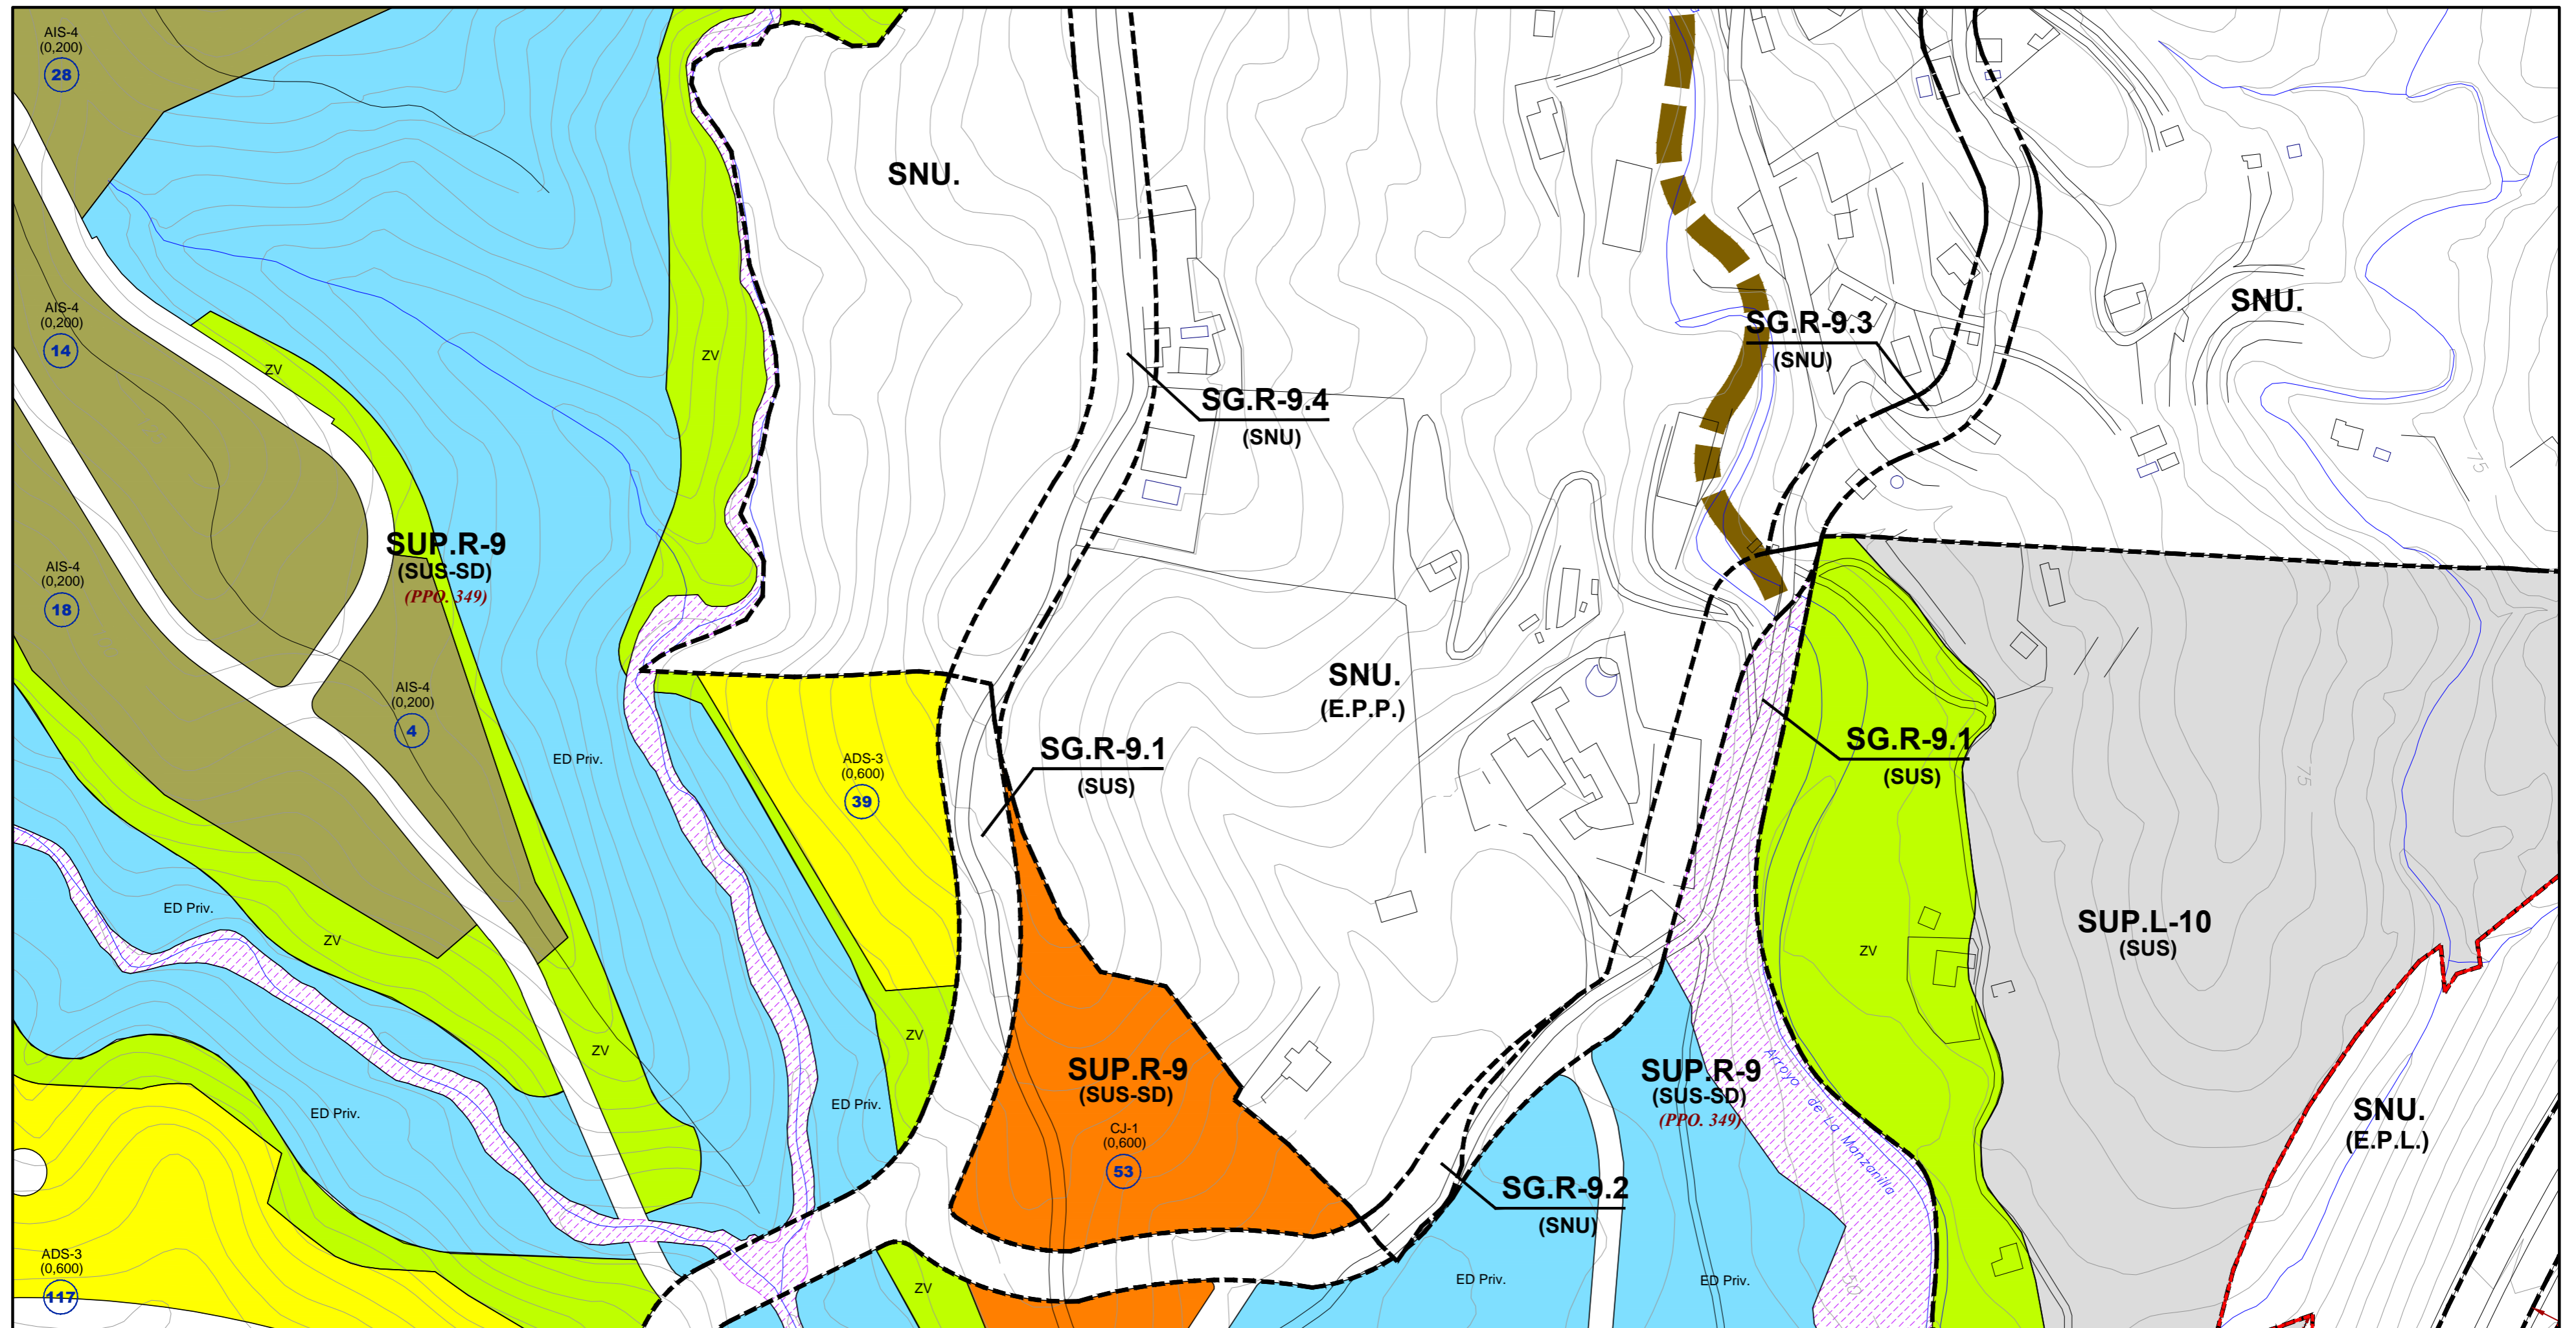 AIS-4
(0,200)
28
AIS-4
(0,200)
14
AIS-4
(0,200)
18
ZV
ZV
SNU.
SUP.R-9
(SUS-SD)
(PPO. 349)
AIS-4
(0,200)
4
ED Priv.
SG.R-9.4
(SNU)
SG.R-9.3
(SNU)
SNU.
75
SNU.
(E.P.P.)
ADS-3
(0,600)
39
SG.R-9.1
(SUS)
SG.R-9.1
(SUS)
75
ED Priv.
ZV
ZV
SUP.L-10
(SUS)
ZV
ZV
ED Priv.
ED Priv.
SUP.R-9
(SUS-SD)
CJ-1
(0,600)
53
SUP.R-9
(SUS-SD)
(PPO. 349)
Arroyo de La Manzanilla
SNU.
(E.P.L.)
SG.R-9.2
(SNU)
ADS-3
(0,600)
117
ZV
ED Priv.
ED Priv.